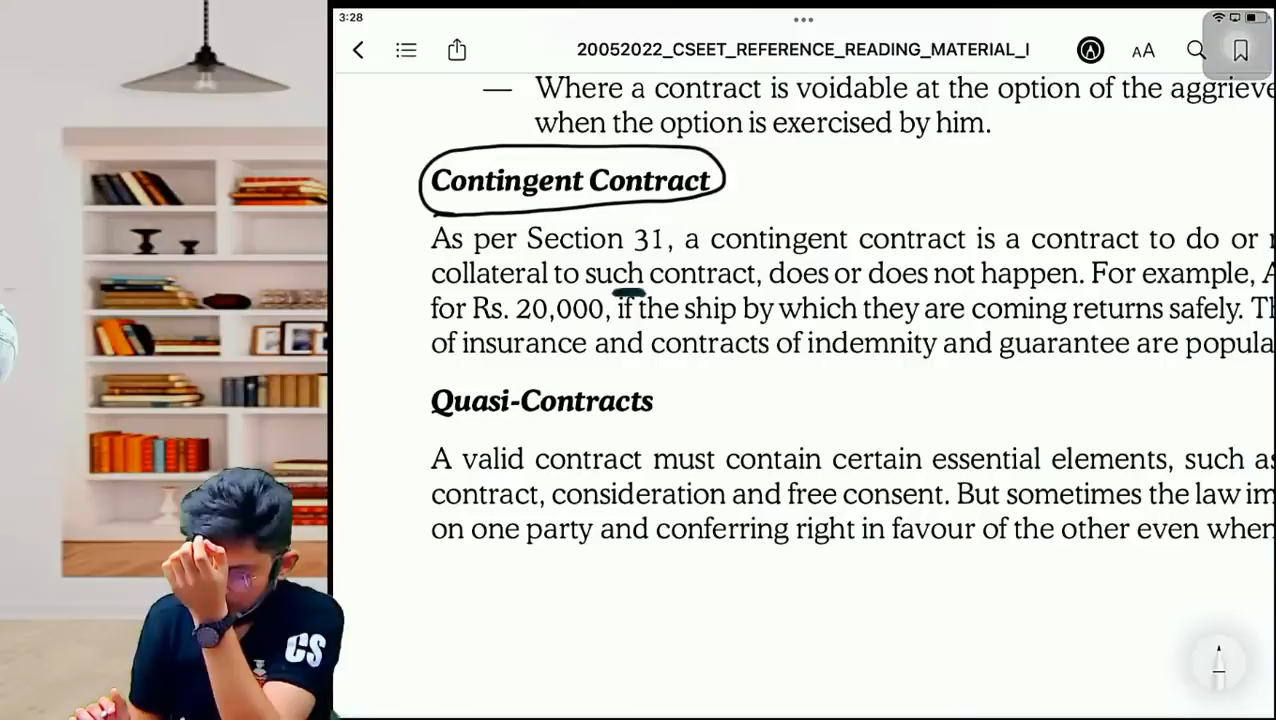 3:28
20052022_CSEET_REFERENCE_READING_MATERIAL_I
AA
— Where a contract is voidable at the option of the aggrieve
when the option is exercised by him.
Contingent Contract
As per Section 31, a contingent contract is a contract to do or
collateral to such contract, does or does not happen. For example, A
for Rs. 20,000, if the ship by which they are coming returns safely. Th
of insurance and contracts of indemnity and guarantee are popula
Quasi-Contracts
A valid contract must contain certain essential elements, such as
contract, consideration and free consent. But sometimes the law im
on one party and conferring right in favour of the other even when
CS